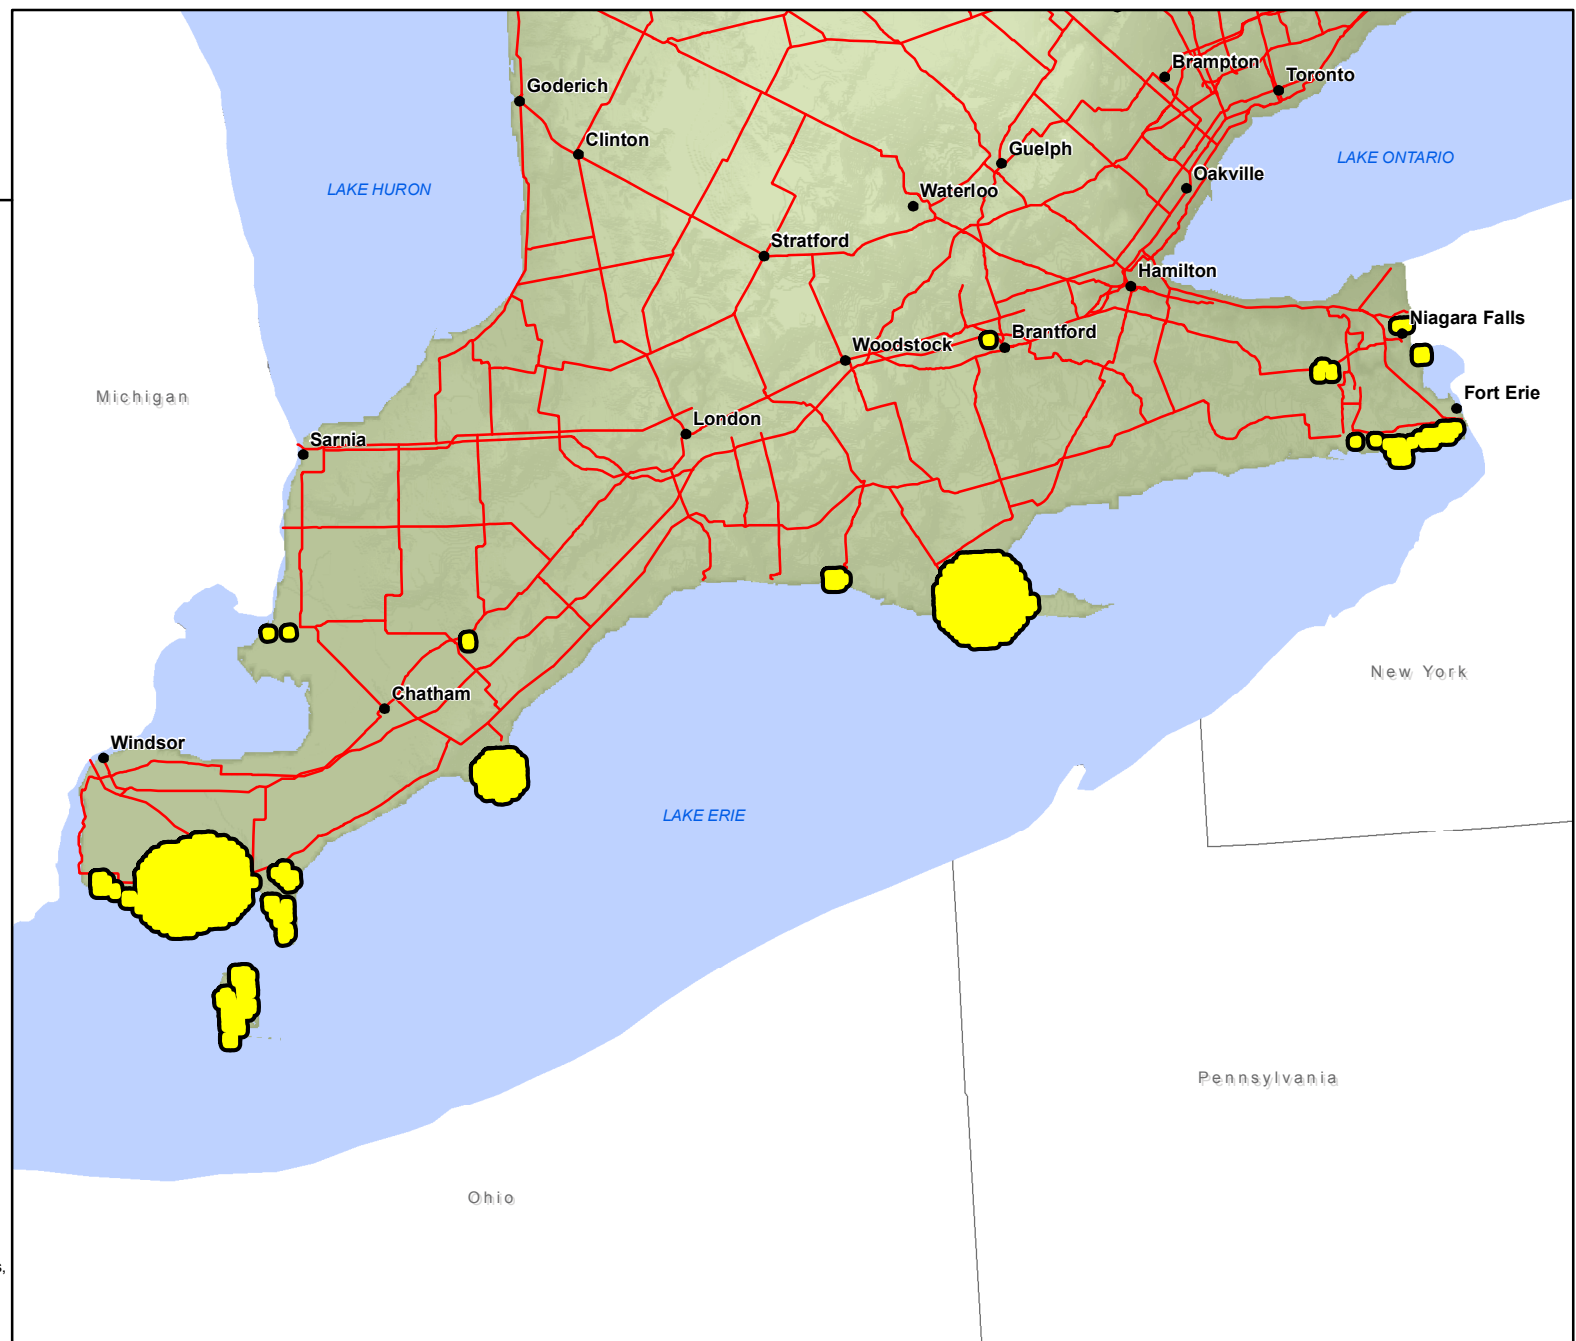 Brampton
Toronto
Goderich
Clinton
Guelph
LAKE ONTARIO
Oakville
LAKE HURON
Waterloo
Stratford
Hamilton
Niagara Falls
Brantford
Woodstock
Michigan
Fort Erie
London
Sarnia
New York
Chatham
Windsor
LAKE ERIE
Pennsylvania
Ohio